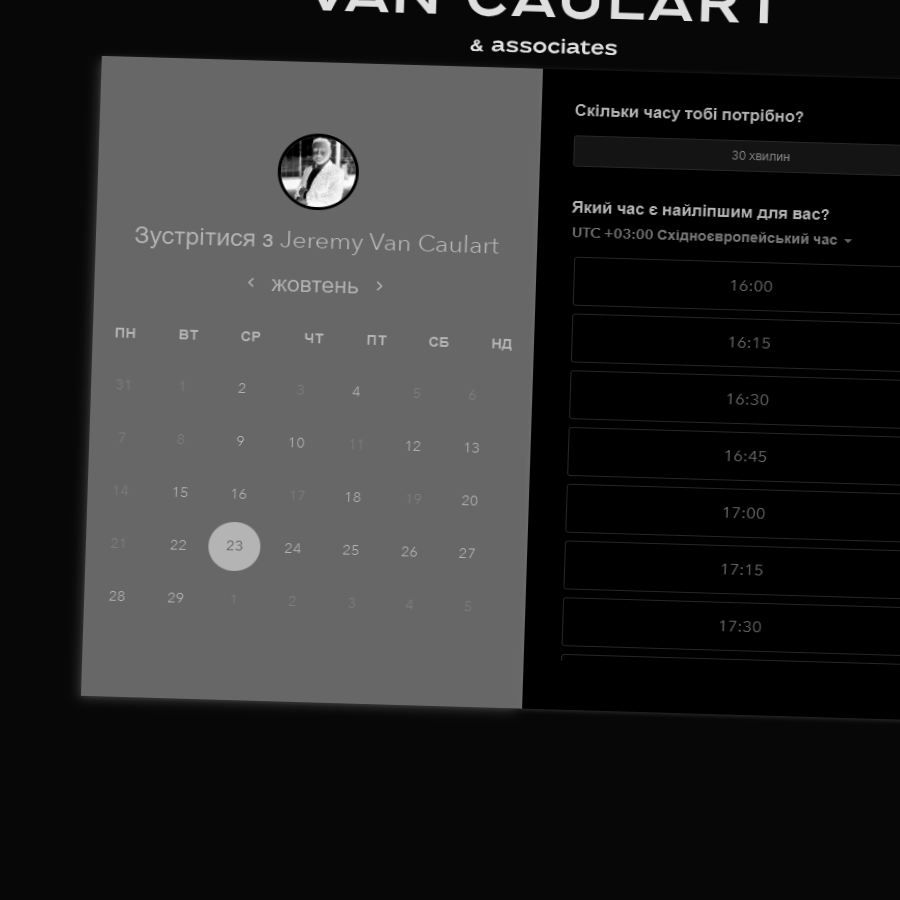 VAN CAULART
& associates
Зустрітися з Jeremy Van Caulart
жовтень
ПН ВТ СР ЧТ ПТ СБ НД
31 1 2 3 4 5 6
7 8 9 10 11 12 13
14 15 16 17 18 19 20
21 22 23 24 25 26 27
28 29 1 2 3 4 5
Скільки часу тобі потрібно?
30 хвилин
Який час є найліпшим для вас?
UTC +03:00 Східноєвропейський час
16:00
16:15
16:30
16:45
17:00
17:15
17:30